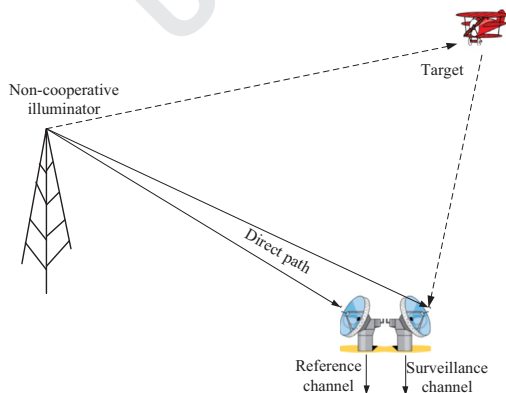 Target
Non-cooperative
illuminator
Direct path
Reference
channel
Surveillance
channel